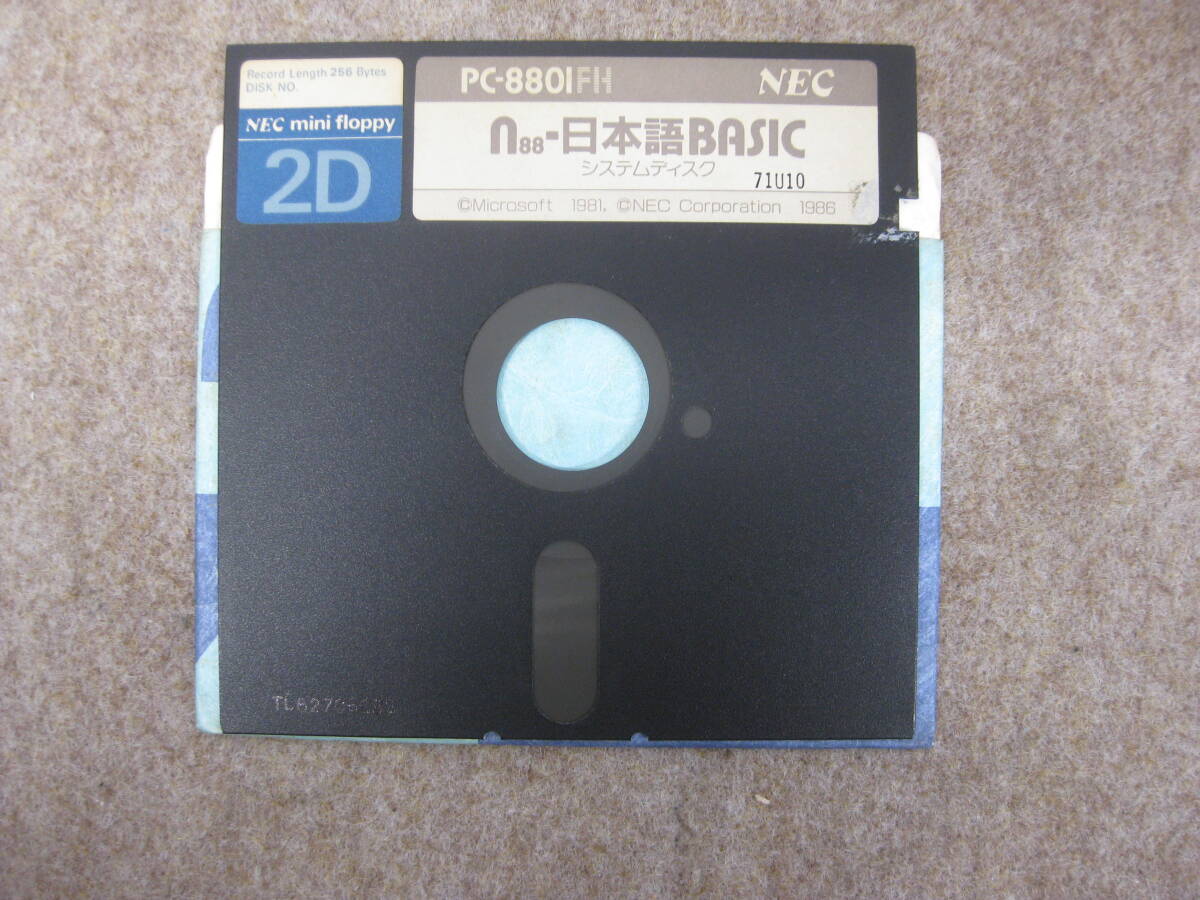 Record Length 256 Bytes
DISK NO.
NEC mini floppy
2D
PC-8801FH NEC
N88-日本語BASIC
システムディスク
71U10
©Microsoft 1981, ©NEC Corporation 1986